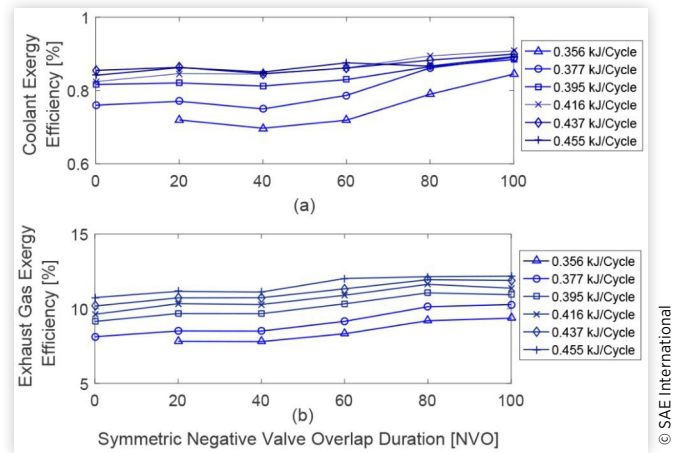 1
0.8
0.6
Coolant Exergy
Efficiency [%]
0 20 40 60 80 100
(a)
0.356 kJ/Cycle
0.377 kJ/Cycle
0.395 kJ/Cycle
0.416 kJ/Cycle
0.437 kJ/Cycle
0.455 kJ/Cycle
15
10
5
Exhaust Gas Exergy
Efficiency [%]
0 20 40 60 80 100
(b)
0.356 kJ/Cycle
0.377 kJ/Cycle
0.395 kJ/Cycle
0.416 kJ/Cycle
0.437 kJ/Cycle
0.455 kJ/Cycle
Symmetric Negative Valve Overlap Duration [NVO]
© SAE International